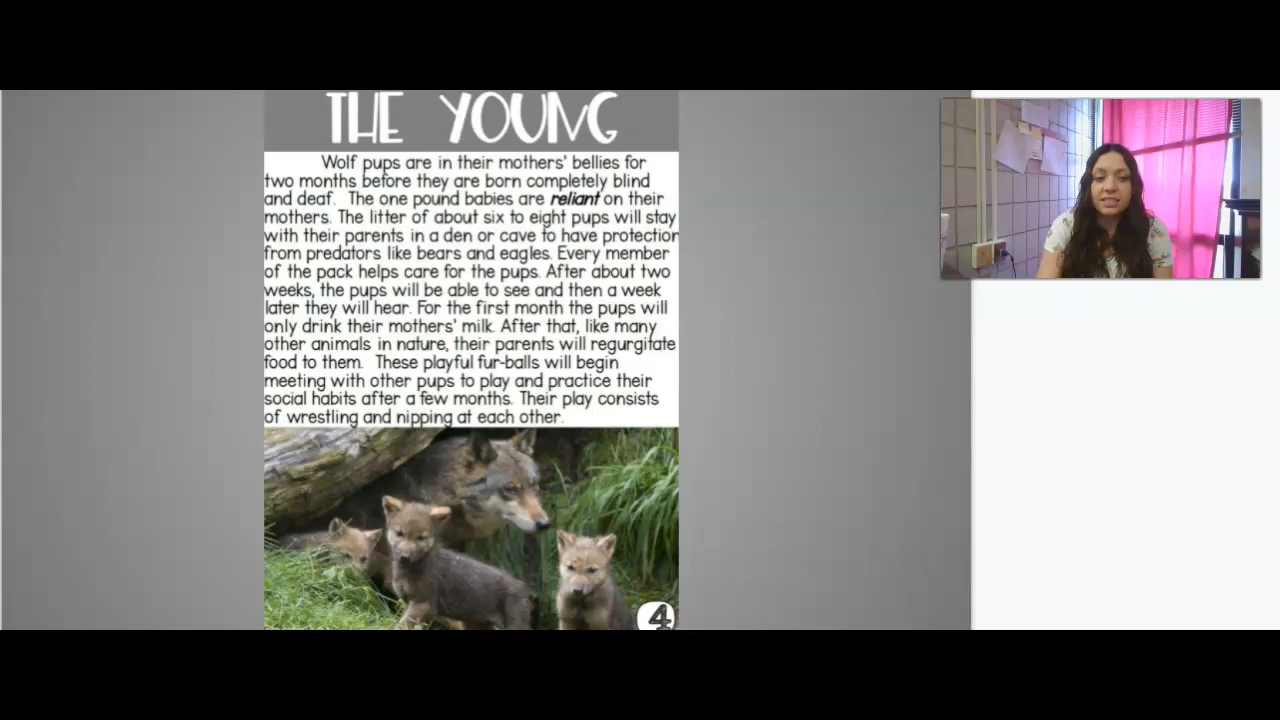 THE YOUNG
Wolf pups are in their mothers' bellies for
two months before they are born completely blind
and deaf. The one pound babies are reliant on their
mothers. The litter of about six to eight pups will stay
with their parents in a den or cave to have protection
from predators like bears and eagles. Every member
of the pack helps care for the pups. After about two
weeks, the pups will be able to see and then a week
later they will hear. For the first month the pups will
only drink their mothers' milk. After that, like many
other animals in nature, their parents will regurgitate
food to them. These playful fur-balls will begin
meeting with other pups to play and practice their
social habits after a few months. Their play consists
of wrestling and nipping at each other.
4